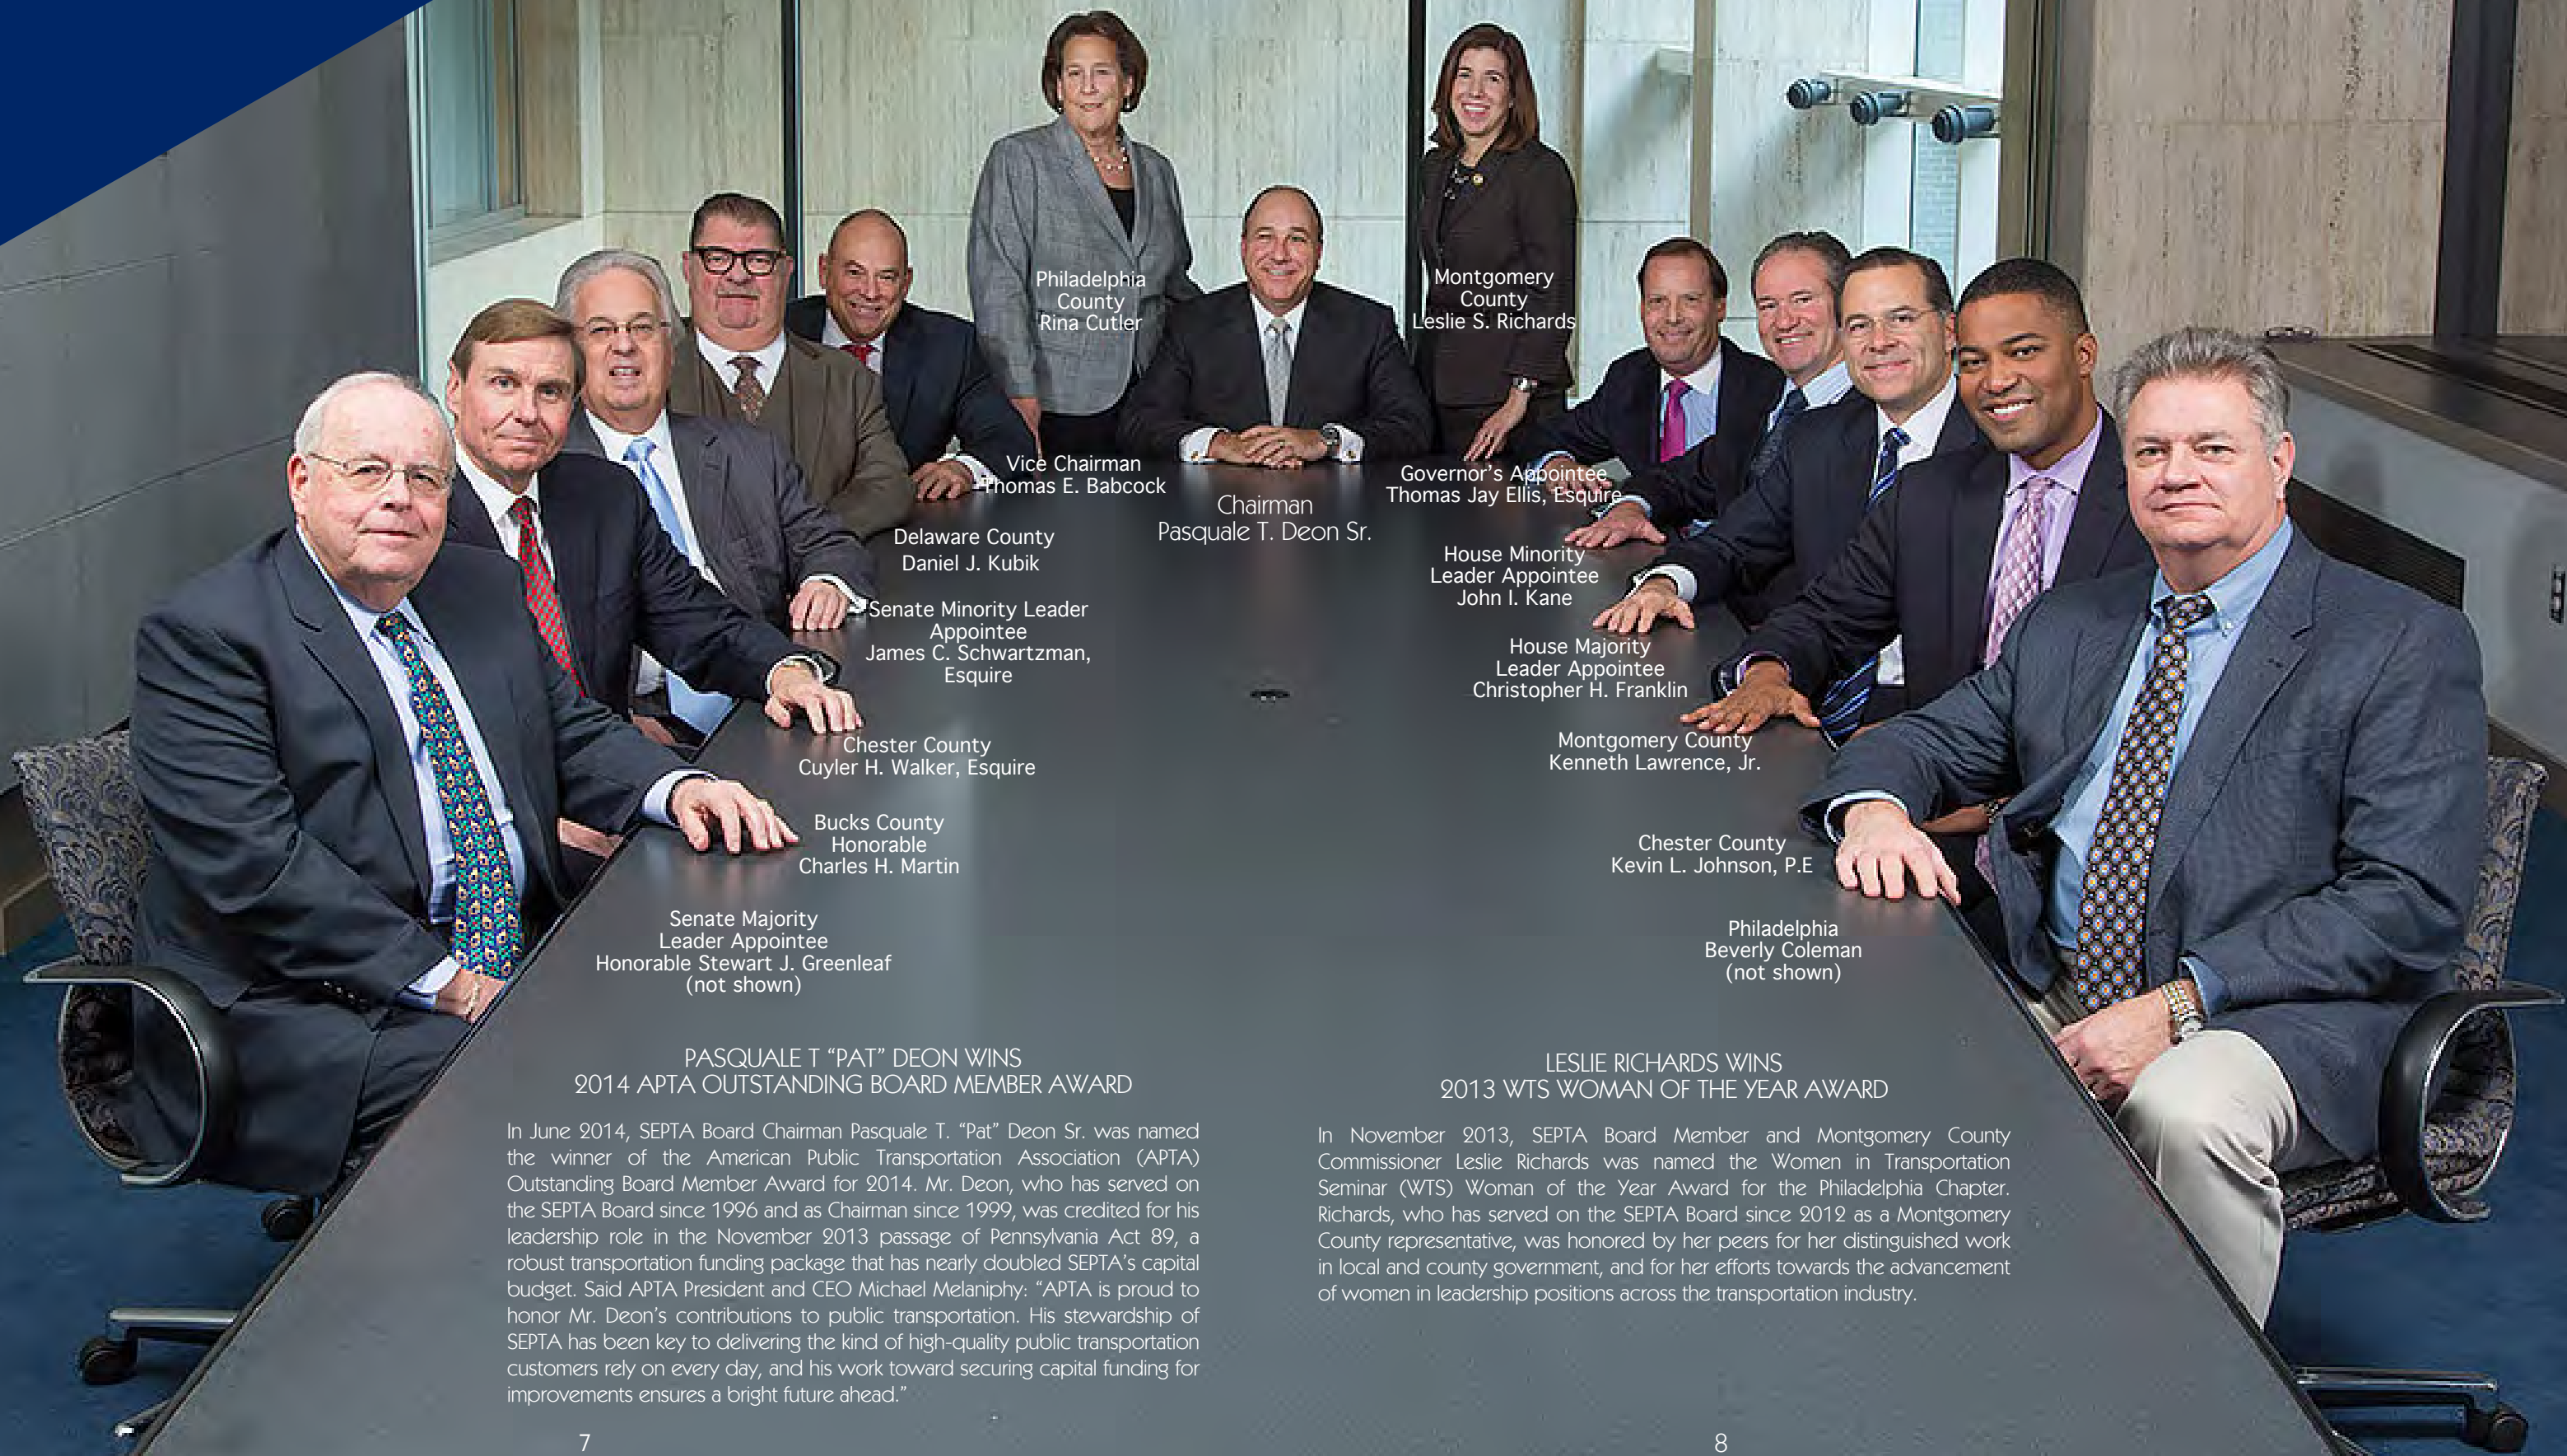 Philadelphia
County
Rina Cutler
Montgomery
County
Leslie S. Richards
Vice Chairman
Thomas E. Babcock
Chairman
Pasquale T. Deon Sr.
Governor's Appointee
Thomas Jay Ellis, Esquire
Delaware County
Daniel J. Kubik
House Minority
Leader Appointee
John I. Kane
Senate Minority Leader
Appointee
James C. Schwartzman,
Esquire
House Majority
Leader Appointee
Christopher H. Franklin
Chester County
Cuyler H. Walker, Esquire
Montgomery County
Kenneth Lawrence, Jr.
Bucks County
Honorable
Charles H. Martin
Chester County
Kevin L. Johnson, P.E
Senate Majority
Leader Appointee
Honorable Stewart J. Greenleaf
(not shown)
Philadelphia
Beverly Coleman
(not shown)
PASQUALE T “PAT” DEON WINS
2014 APTA OUTSTANDING BOARD MEMBER AWARD
In June 2014, SEPTA Board Chairman Pasquale T. “Pat” Deon Sr. was named
the winner of the American Public Transportation Association (APTA)
Outstanding Board Member Award for 2014. Mr. Deon, who has served on
the SEPTA Board since 1996 and as Chairman since 1999, was credited for his
leadership role in the November 2013 passage of Pennsylvania Act 89, a
robust transportation funding package that has nearly doubled SEPTA’s capital
budget. Said APTA President and CEO Michael Melaniphy: “APTA is proud to
honor Mr. Deon’s contributions to public transportation. His stewardship of
SEPTA has been key to delivering the kind of high-quality public transportation
customers rely on every day, and his work toward securing capital funding for
improvements ensures a bright future ahead.”
7
LESLIE RICHARDS WINS
2013 WTS WOMAN OF THE YEAR AWARD
In November 2013, SEPTA Board Member and Montgomery County
Commissioner Leslie Richards was named the Women in Transportation
Seminar (WTS) Woman of the Year Award for the Philadelphia Chapter.
Richards, who has served on the SEPTA Board since 2012 as a Montgomery
County representative, was honored by her peers for her distinguished work
in local and county government, and for her efforts towards the advancement
of women in leadership positions across the transportation industry.
8